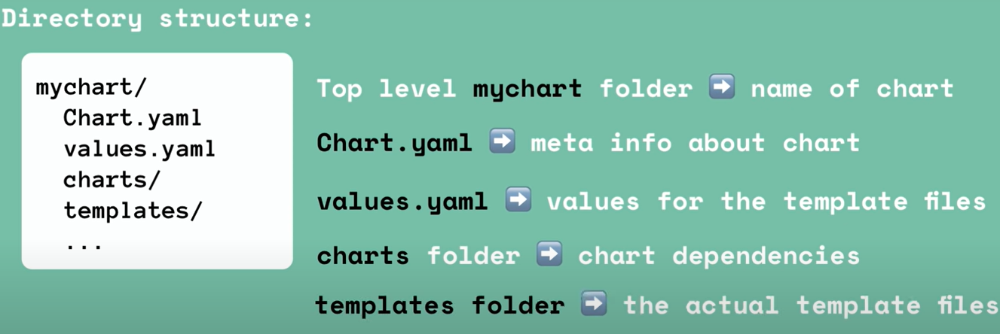 Directory structure:
mychart/
Chart.yaml
values.yaml
charts/
templates/
...
Top level mychart folder ➡ name of chart
Chart.yaml ➡ meta info about chart
values.yaml ➡ values for the template files
charts folder ➡ chart dependencies
templates folder ➡ the actual template files